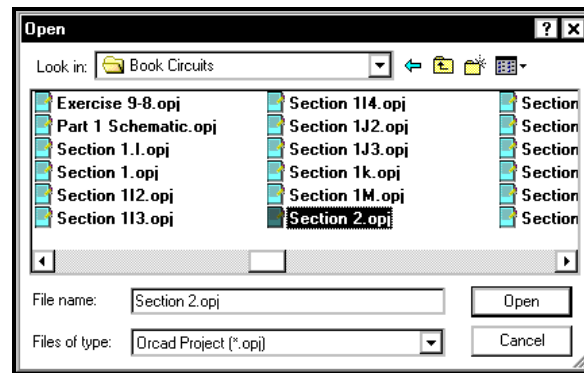 Open
Look in: Book Circuits
Exercise 9-8.opj
Part 1 Schematic.opj
Section 1.I.opj
Section 1.opj
Section 1I2.opj
Section 1I3.opj
Section 1I4.opj
Section 1J2.opj
Section 1J3.opj
Section 1k.opj
Section 1M.opj
Section 2.opj
Section
Section
Section
Section
Section
Section
File name: Section 2.opj Open
Files of type: Orcad Project (*.opj) Cancel